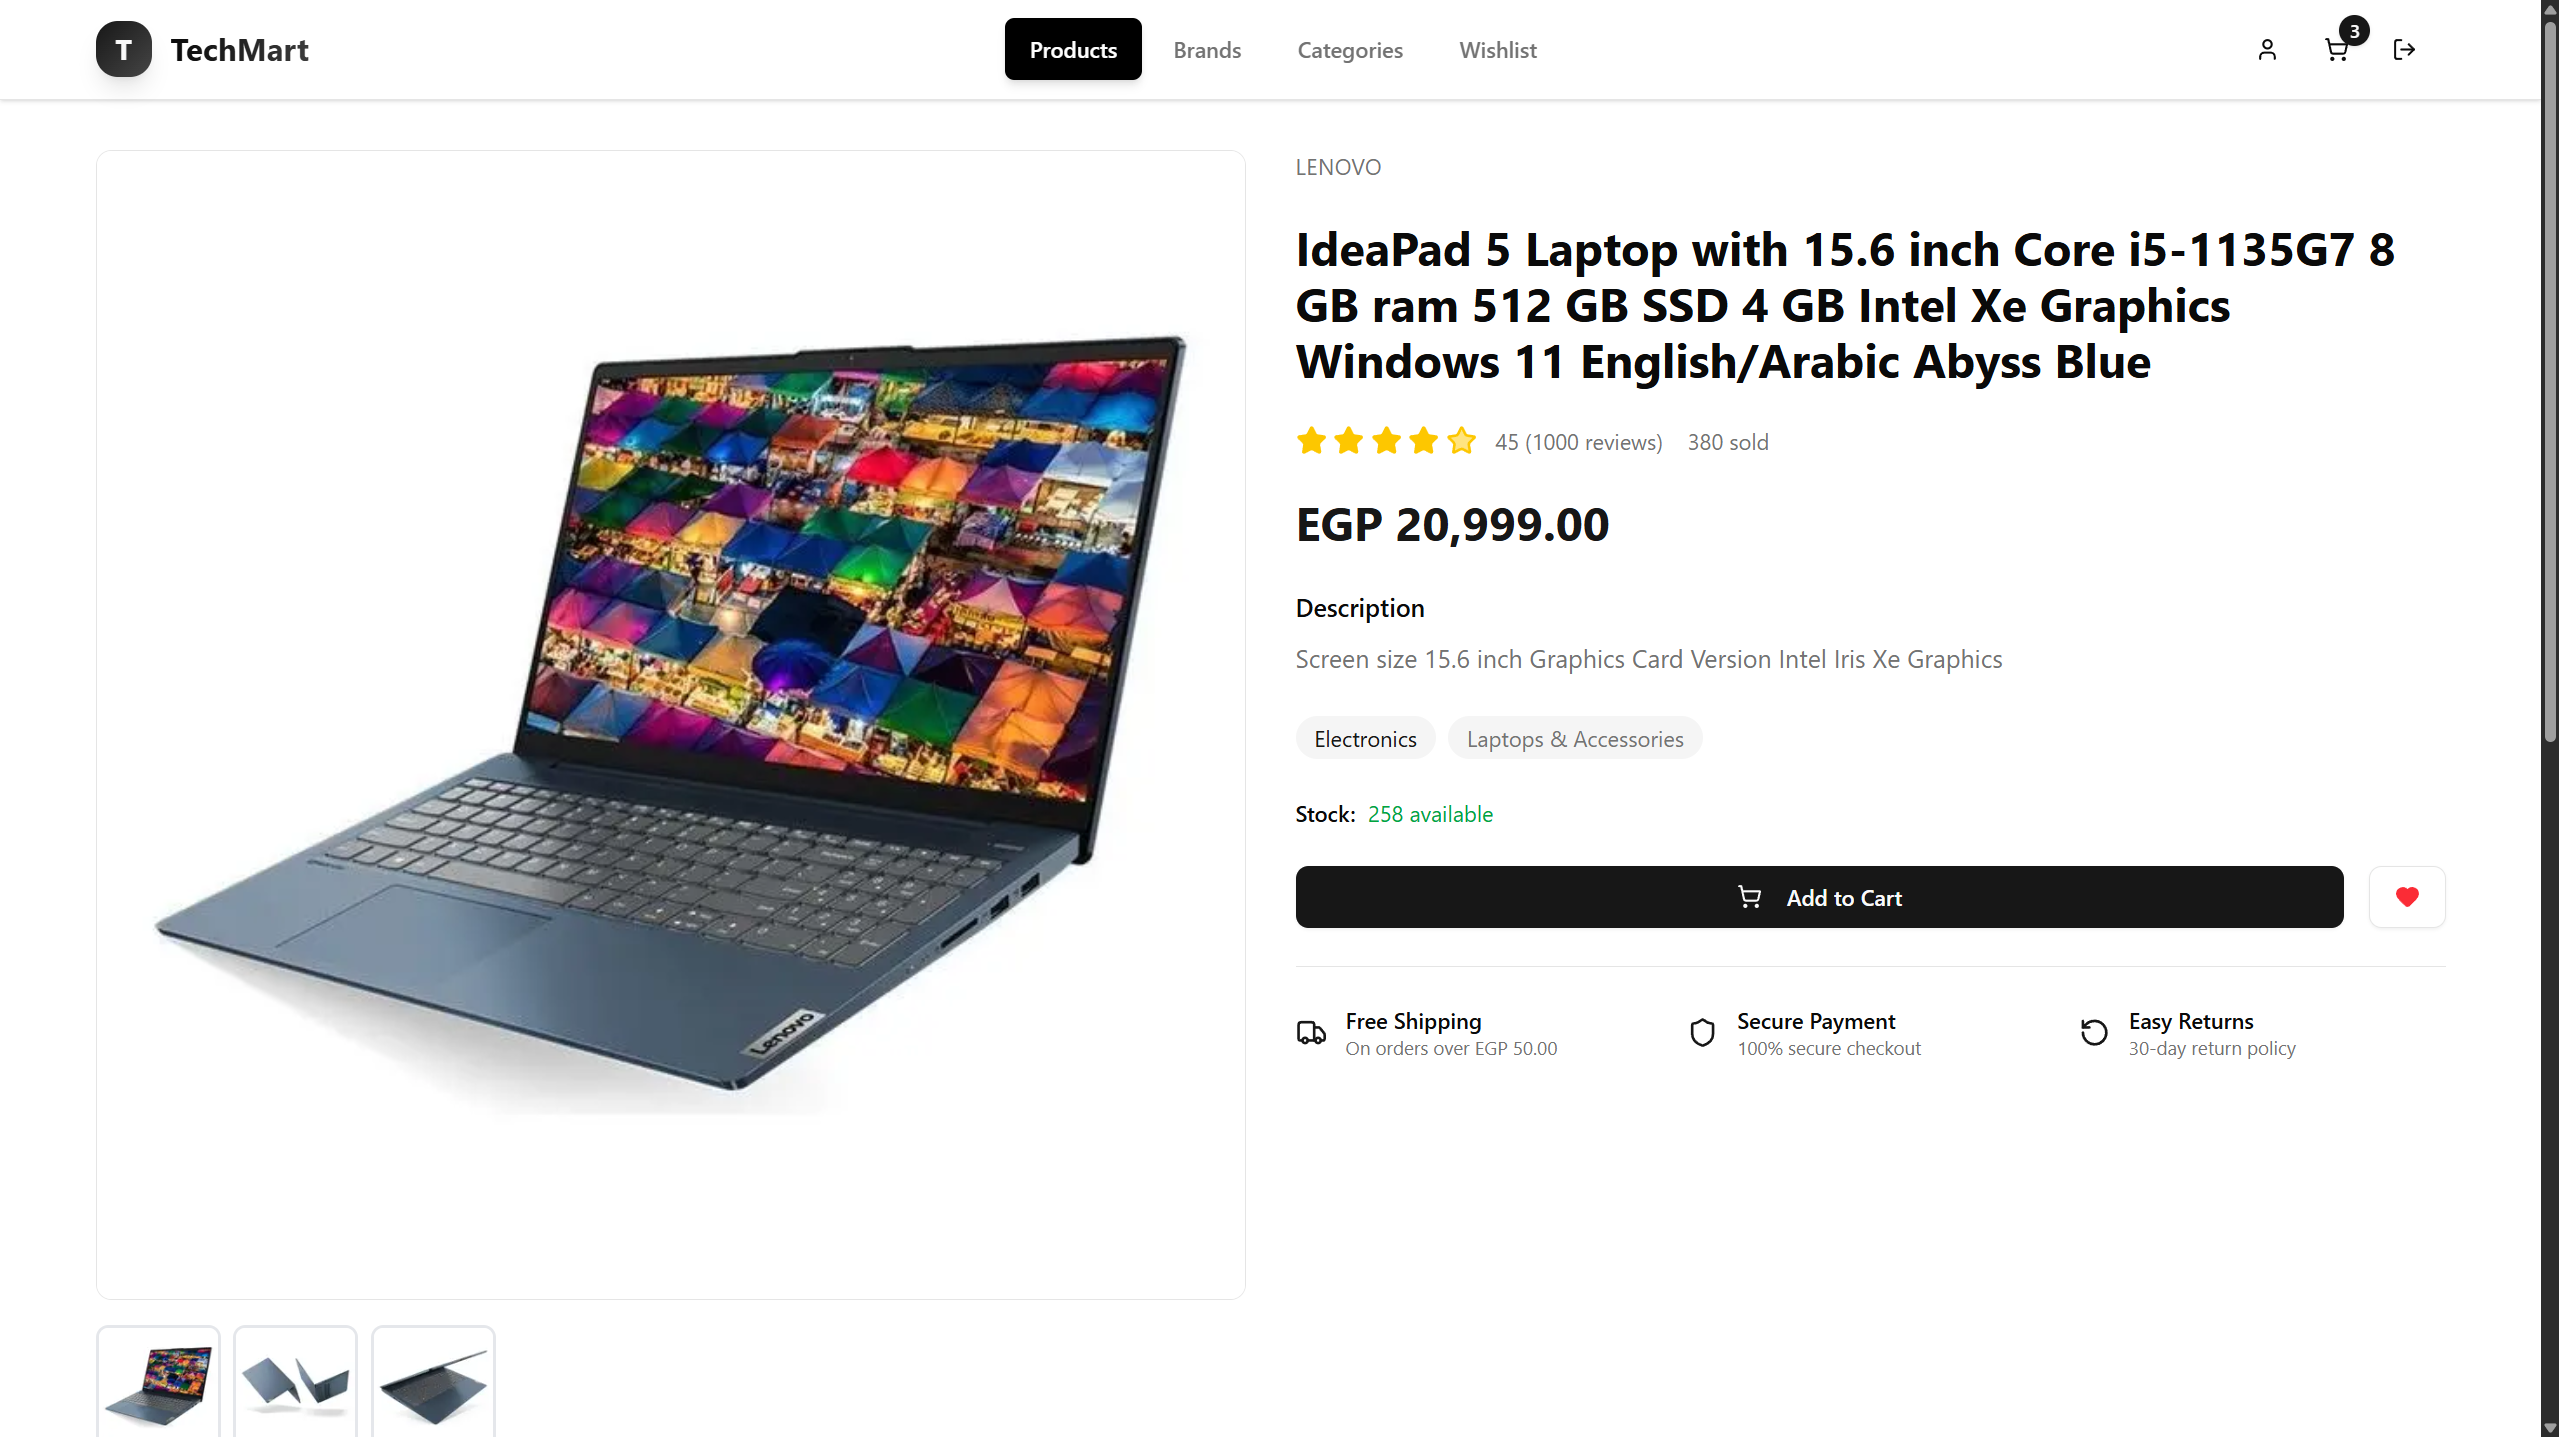 T TechMart
Products Brands Categories Wishlist
3
LENOVO
IdeaPad 5 Laptop with 15.6 inch Core i5-1135G7 8
GB ram 512 GB SSD 4 GB Intel Xe Graphics
Windows 11 English/Arabic Abyss Blue
45 (1000 reviews) 380 sold
EGP 20,999.00
Description
Screen size 15.6 inch Graphics Card Version Intel Iris Xe Graphics
Electronics Laptops & Accessories
Stock: 258 available
Add to Cart
Free Shipping
On orders over EGP 50.00
Secure Payment
100% secure checkout
Easy Returns
30-day return policy
Lenovo